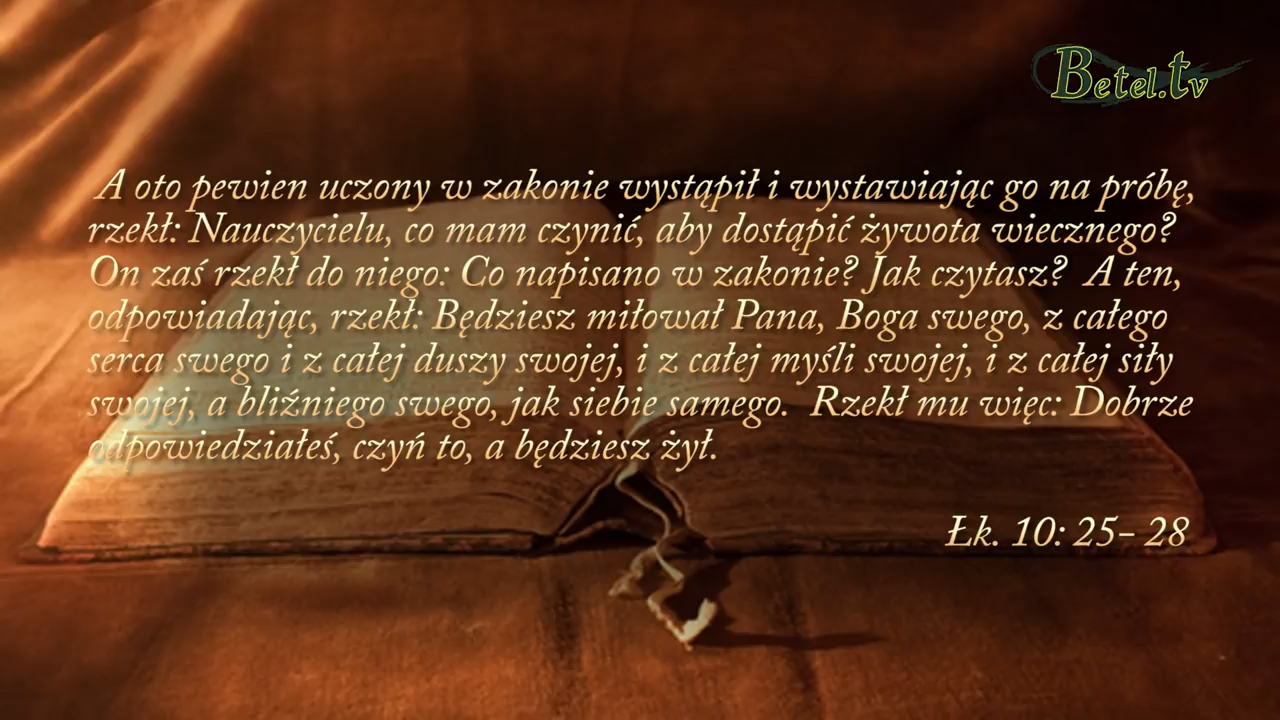 Betel.tv
A oto pewien uczony w zakonie wystąpił i wystawiając go na próbę,
rzekł: Nauczycielu, co mam czynić, aby dostąpić żywota wiecznego?
On zaś rzekł do niego: Co napisano w zakonie? Jak czytasz? A ten,
odpowiadając, rzekł: Będziesz miłował Pana, Boga swego, z całego
serca swego i z całej duszy swojej, i z całej myśli swojej, i z całej siły
swojej, a bliźniego swego, jak siebie samego. Rzekł mu więc: Dobrze
odpowiedziałeś, czyń to, a będziesz żył.
Łk. 10: 25- 28